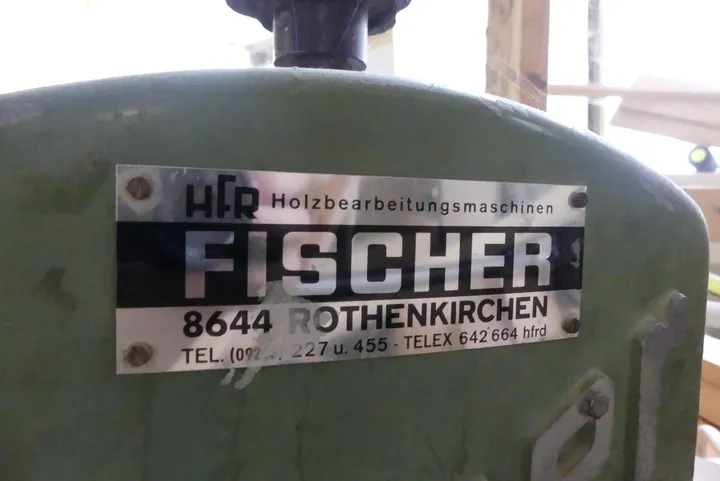 HFR Holzbearbeitungsmaschinen
FISCHER
8644 ROTHENKIRCHEN
TEL. 227 u. 455 - TELEX 642 664 hfrd